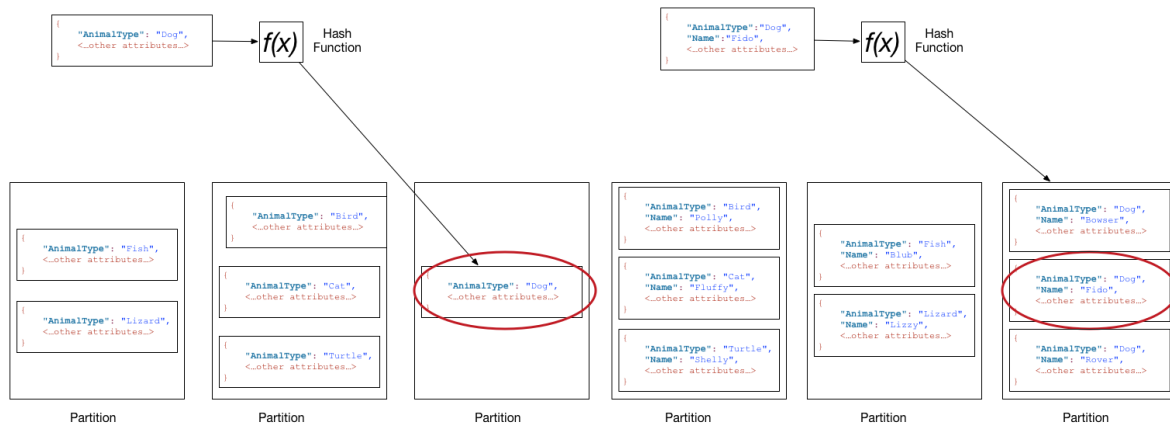 {
"AnimalType": "Dog",
<…other attributes…>
}
f(x)
Hash
Function
{
"AnimalType": "Fish",
<…other attributes…>
}
{
"AnimalType": "Lizard",
<…other attributes…>
}
Partition
{
"AnimalType": "Bird",
<…other attributes…>
}
{
"AnimalType": "Cat",
<…other attributes…>
}
{
"AnimalType": "Turtle",
<…other attributes…>
}
Partition
{
"AnimalType": "Dog",
<…other attributes…>
}
Partition
{
"AnimalType":"Dog",
"Name":"Fido",
<…other attributes…>
}
f(x)
Hash
Function
{
"AnimalType": "Bird",
"Name": "Polly",
<…other attributes…>
}
{
"AnimalType": "Cat",
"Name": "Fluffy",
<…other attributes…>
}
{
"AnimalType": "Turtle",
"Name": "Shelly",
<…other attributes…>
}
Partition
{
"AnimalType": "Fish",
"Name": "Blub",
<…other attributes…>
}
{
"AnimalType": "Lizard",
"Name": "Lizzy",
<…other attributes…>
}
Partition
{
"AnimalType": "Dog",
"Name": "Bowser",
<…other attributes…>
}
{
"AnimalType": "Dog",
"Name": "Fido",
<…other attributes…>
}
{
"AnimalType": "Dog",
"Name": "Rover",
<…other attributes…>
}
Partition